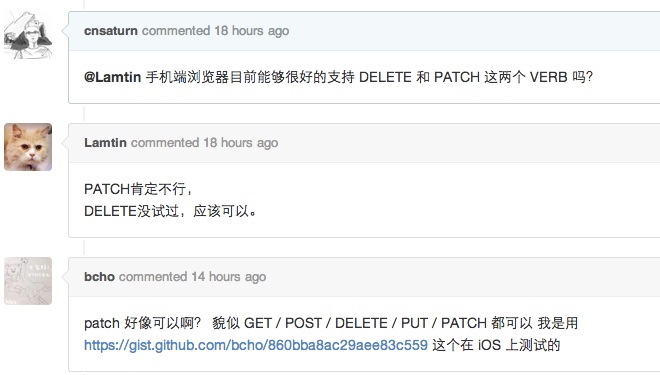 cnsaturn commented 18 hours ago
@Lamtin 手机端浏览器目前能够很好的支持 DELETE 和 PATCH 这两个 VERB 吗?
Lamtin commented 18 hours ago
PATCH肯定不行，
DELETE没试过，应该可以。
bcho commented 14 hours ago
patch 好像可以啊? 貌似 GET / POST / DELETE / PUT / PATCH 都可以 我是用
https://gist.github.com/bcho/860bba8ac29aee83c559 这个在 iOS 上测试的